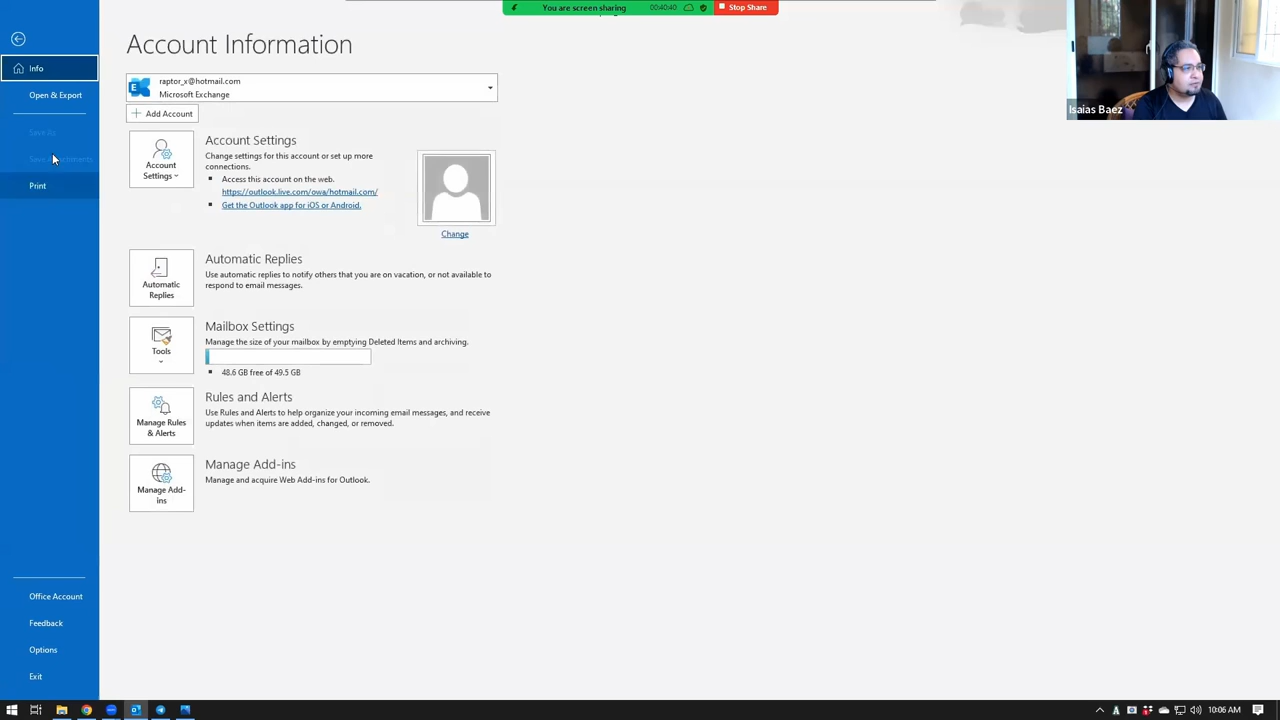 You are screen sharing
00:40:40
Stop Share
Account Information
Isaias Baez
Info
Open & Export
Save As
Save Attachments
Print
Office Account
Feedback
Options
Exit
raptor_x@hotmail.com
Microsoft Exchange
Add Account
Account
Settings
Account Settings
Change settings for this account or set up more
connections.
Access this account on the web.
https://outlook.live.com/owa/hotmail.com/
Get the Outlook app for iOS or Android.
Change
Automatic
Replies
Automatic Replies
Use automatic replies to notify others that you are on vacation, or not available to
respond to email messages.
Tools
Mailbox Settings
Manage the size of your mailbox by emptying Deleted Items and archiving.
48.6 GB free of 49.5 GB
Manage Rules
& Alerts
Rules and Alerts
Use Rules and Alerts to help organize your incoming email messages, and receive
updates when items are added, changed, or removed.
Manage Add-
ins
Manage Add-ins
Manage and acquire Web Add-ins for Outlook.
10:06 AM